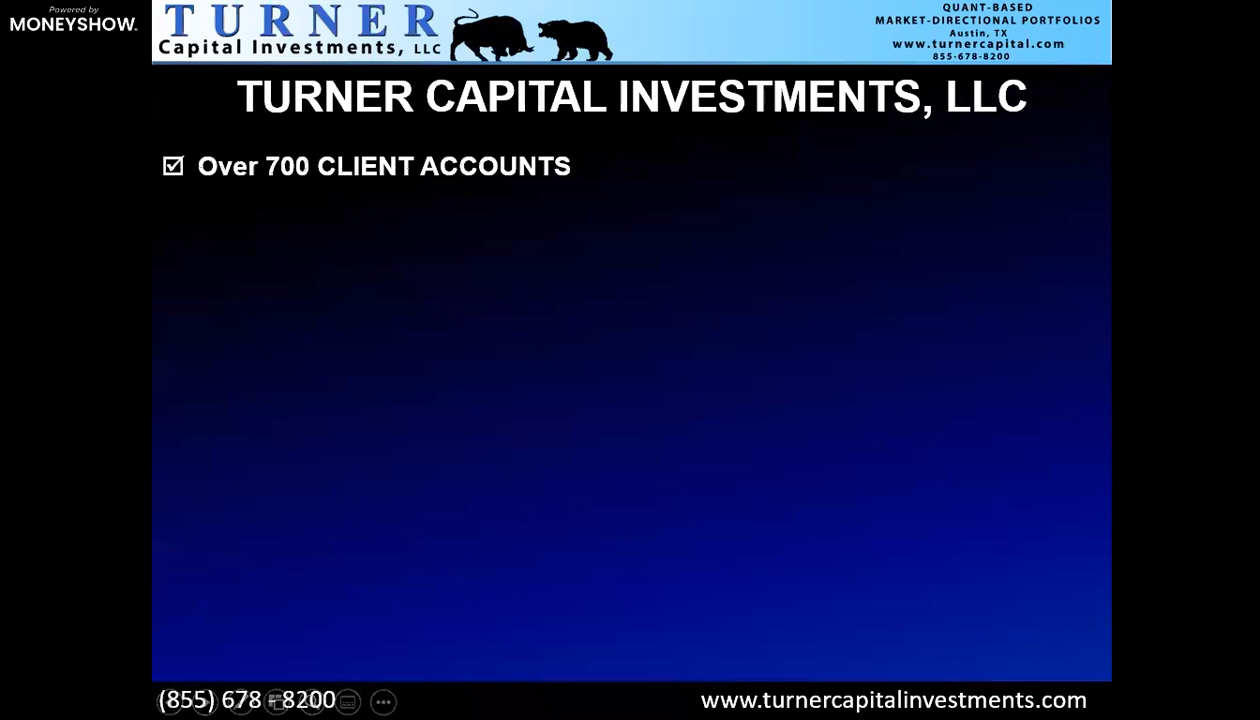 Powered by
MONEYSHOW.
TURNER
Capital Investments, LLC
QUANT-BASED
MARKET-DIRECTIONAL PORTFOLIOS
Austin, TX
www.turnercapital.com
855-678-8200
TURNER CAPITAL INVESTMENTS, LLC
Over 700 CLIENT ACCOUNTS
(855) 678 - 8200
www.turnercapitalinvestments.com